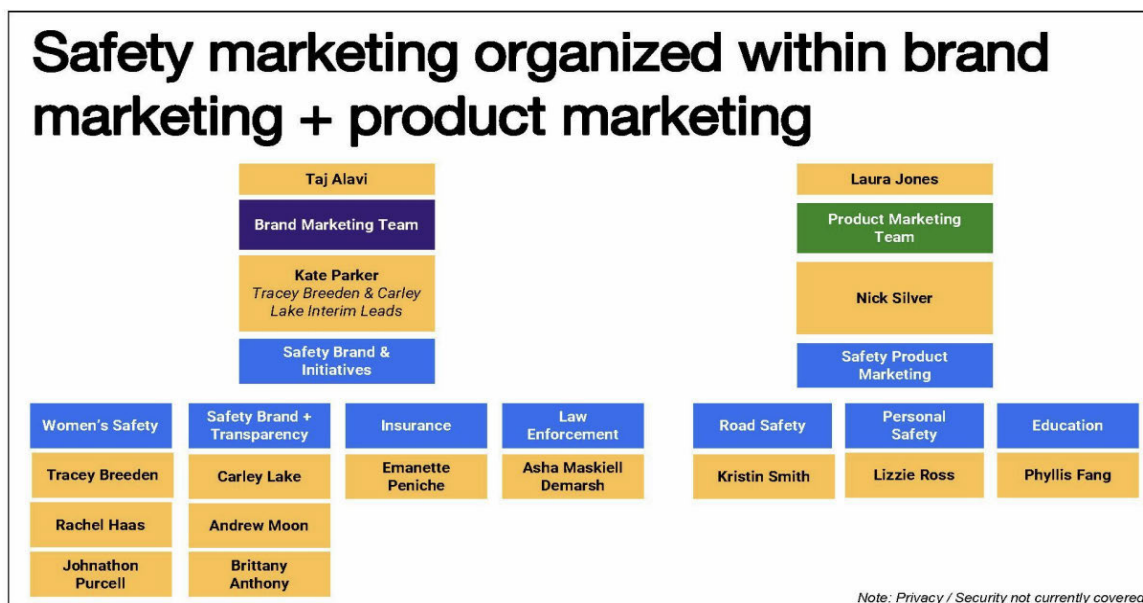 Safety marketing organized within brand
marketing + product marketing
Taj Alavi
Brand Marketing Team
Kate Parker
Tracey Breeden & Carley
Lake Interim Leads
Safety Brand &
Initiatives
Laura Jones
Product Marketing
Team
Nick Silver
Safety Product
Marketing
Women's Safety
Tracey Breeden
Rachel Haas
Johnathon
Purcell
Safety Brand +
Transparency
Carley Lake
Andrew Moon
Brittany
Anthony
Insurance
Emanette
Peniche
Law
Enforcement
Asha Maskiell
Demarsh
Road Safety
Kristin Smith
Personal
Safety
Lizzie Ross
Education
Phyllis Fang
Note: Privacy / Security not currently covered